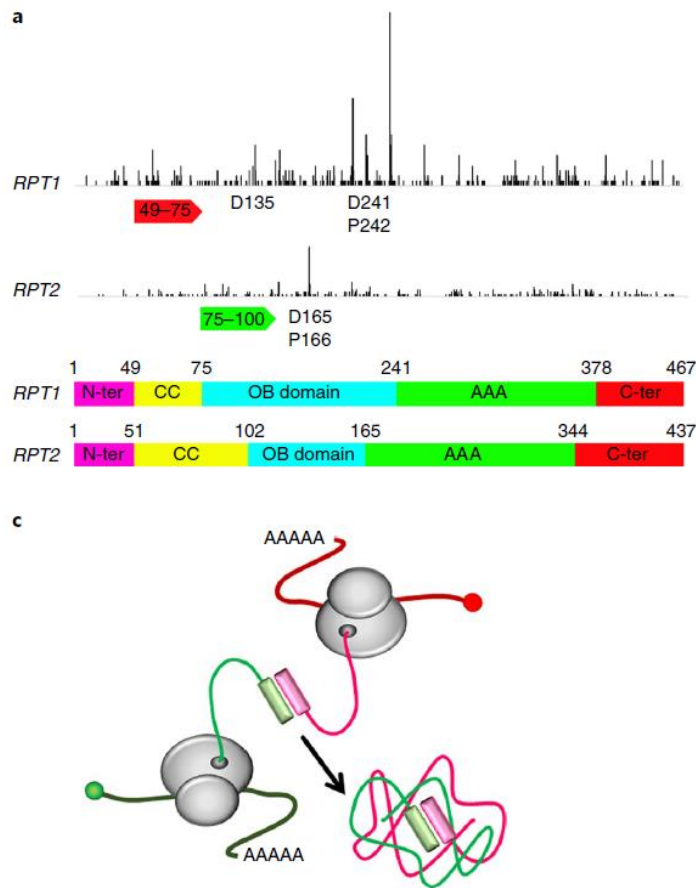 a
RPT1
49–75
D135
D241
P242
RPT2
75–100
D165
P166
1 49 75 241 378 467
RPT1 N-ter CC OB domain AAA C-ter
1 51 102 165 344 437
RPT2 N-ter CC OB domain AAA C-ter
c
AAAAA
AAAAA